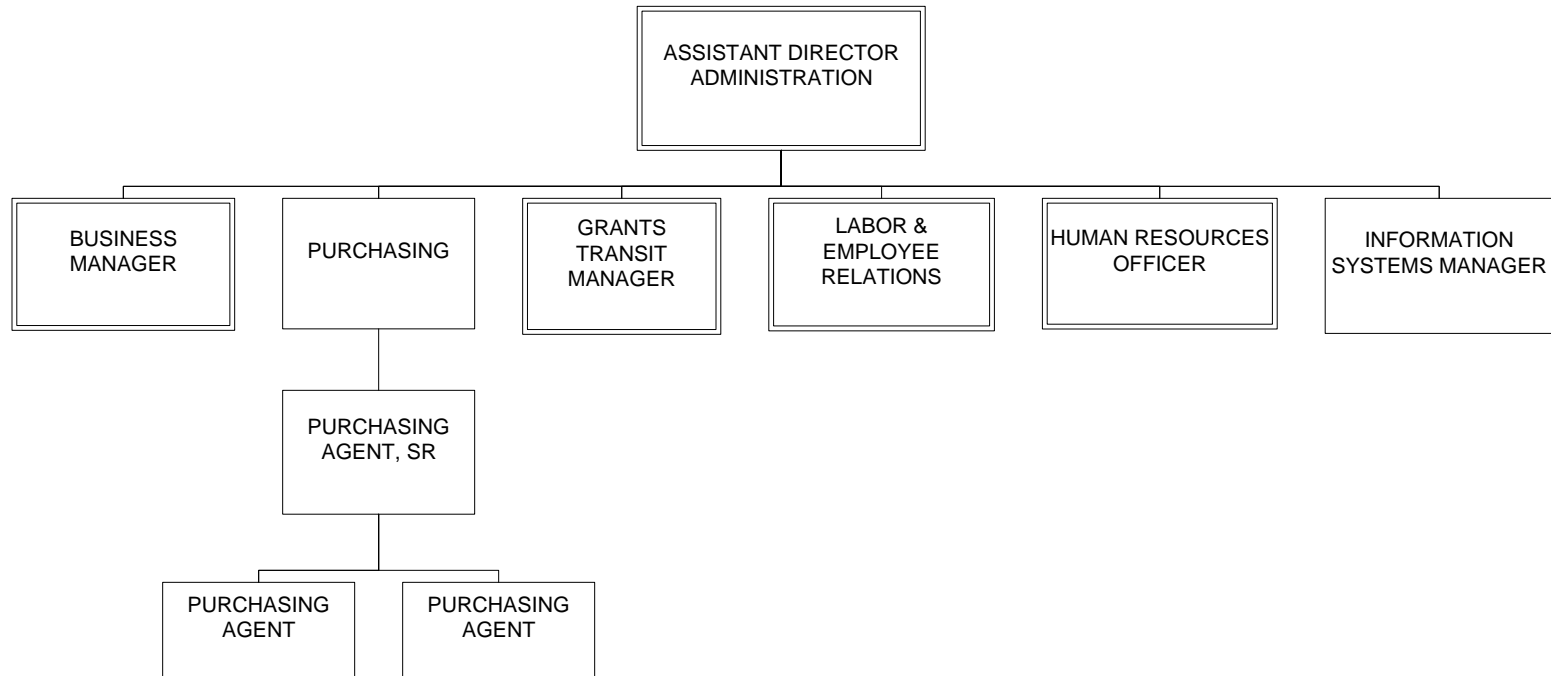 ASSISTANT DIRECTOR
ADMINISTRATION
BUSINESS
MANAGER
PURCHASING
GRANTS
TRANSIT
MANAGER
LABOR &
EMPLOYEE
RELATIONS
HUMAN RESOURCES
OFFICER
INFORMATION
SYSTEMS MANAGER
PURCHASING
AGENT, SR
PURCHASING
AGENT
PURCHASING
AGENT